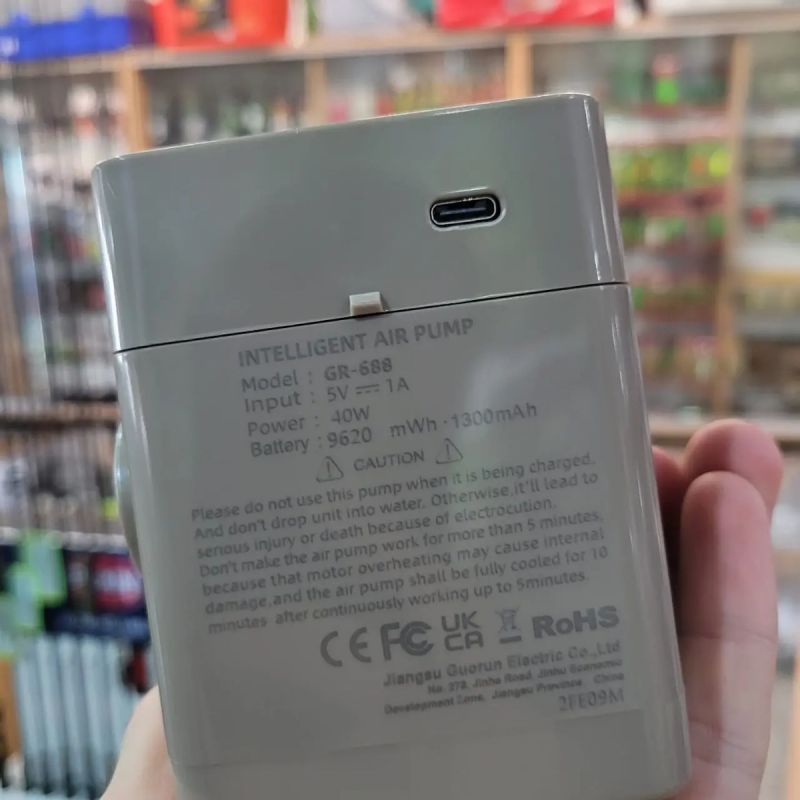 INTELLIGENT AIR PUMP
Model : GR-688
Input : 5V ⎓ 1A
Power : 40W
Battery : 9620 mWh · 1300mAh
⚠ CAUTION ⚠
Please do not use this pump when it is being charged,
And don't drop unit into water. Otherwise,it'll lead to
serious injury or death because of electrocution.
Don't make the air pump work for more than 5 minutes,
because that motor overheating may cause internal
damage,and the air pump shall be fully cooled for 10
minutes after continuously working up to 5minutes.
CE FC UK CA RoHS
Jiangsu Guorun Electric Co.,Ltd
No. 278, Jinhu Road, Jinhu Economic
Development Zone, Jiangsu Province, China
2FE09M